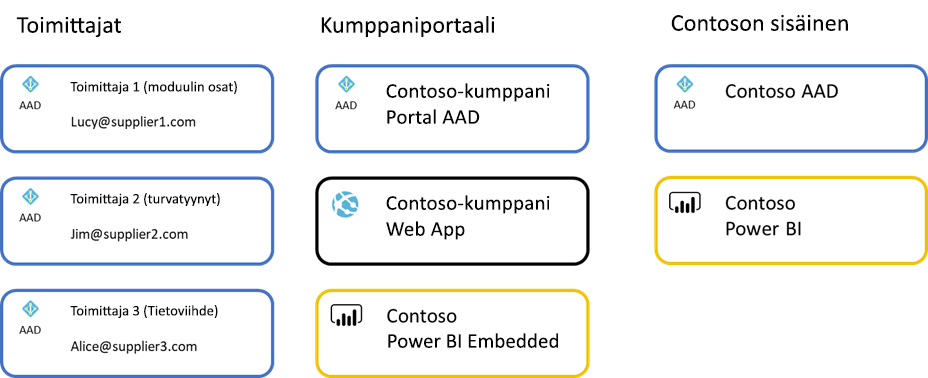 Toimittajat
AAD
Toimittaja 1 (moduulin osat)
Lucy@supplier1.com
AAD
Toimittaja 2 (turvatyynyt)
Jim@supplier2.com
AAD
Toimittaja 3 (Tietoviihde)
Alice@supplier3.com
Kumppaniportaali
AAD
Contoso-kumppani
Portal AAD
Contoso-kumppani
Web App
Contoso
Power BI Embedded
Contoson sisäinen
AAD
Contoso AAD
Contoso
Power BI